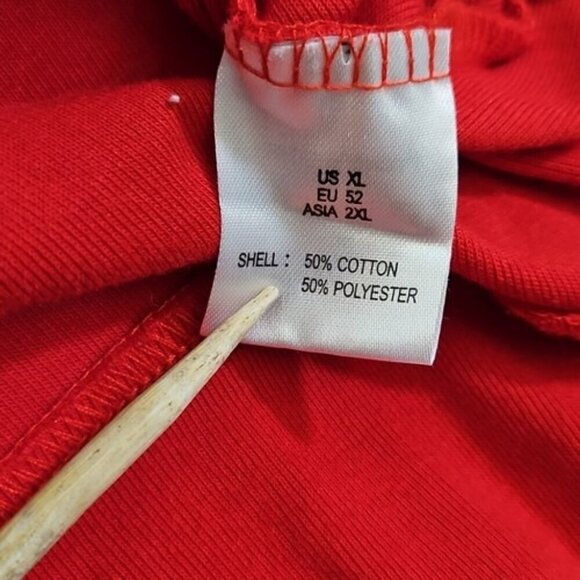 US XL
EU 52
ASIA 2XL
SHELL : 50% COTTON
50% POLYESTER